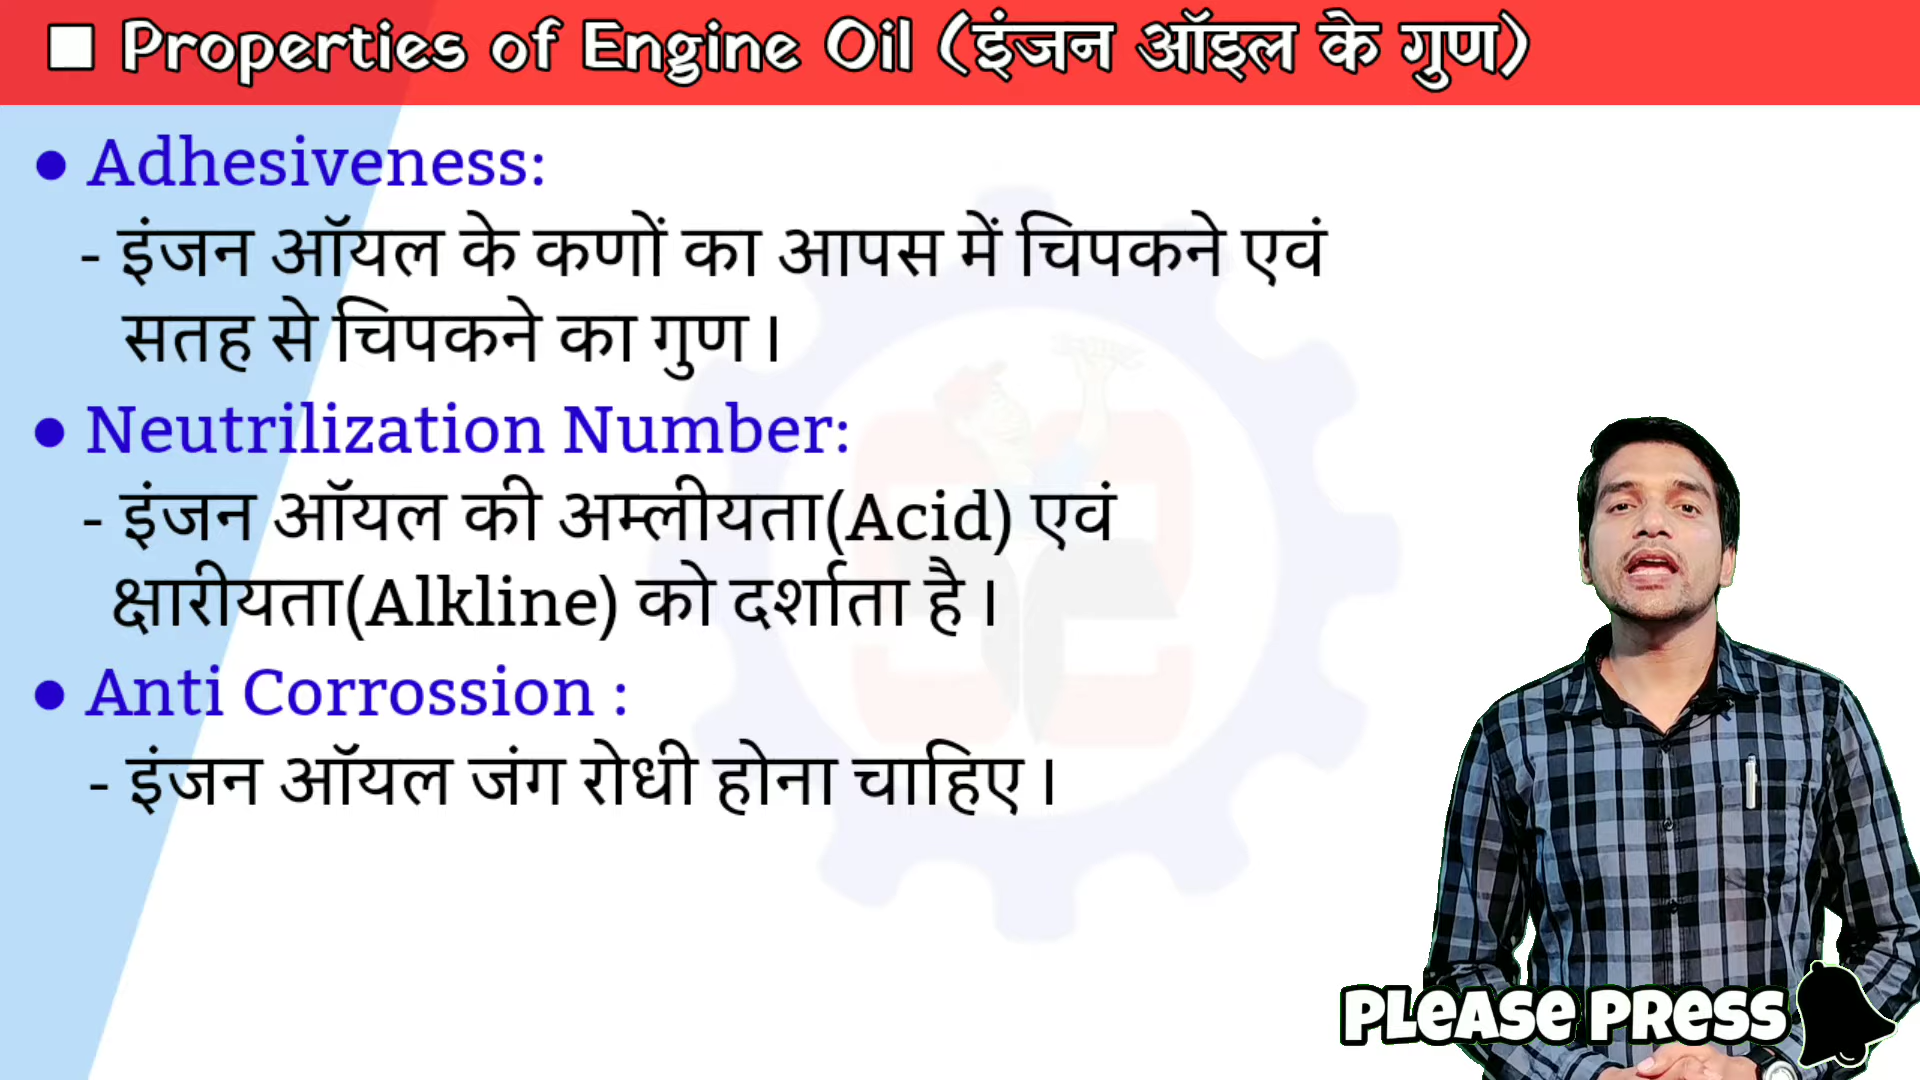 Properties of Engine Oil (इंजन ऑइल के गुण)
● Adhesiveness:
- इंजन ऑयल के कणों का आपस में चिपकने एवं
सतह से चिपकने का गुण ।
● Neutrilization Number:
- इंजन ऑयल की अम्लीयता(Acid) एवं
क्षारीयता(Alkline) को दर्शाता है ।
● Anti Corrossion :
- इंजन ऑयल जंग रोधी होना चाहिए ।
PLEASE PRESS